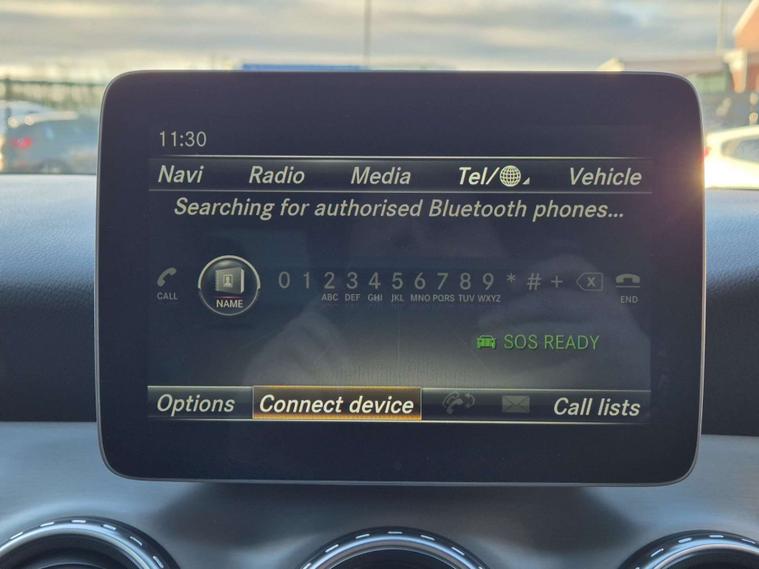 11:30
Navi Radio Media Tel/ Vehicle
Searching for authorised Bluetooth phones...
0 1 2 3 4 5 6 7 8 9 * # + X
CALL NAME ABC DEF GHI JKL MNO PQRS TUV WXYZ END
SOS READY
Options Connect device Call lists